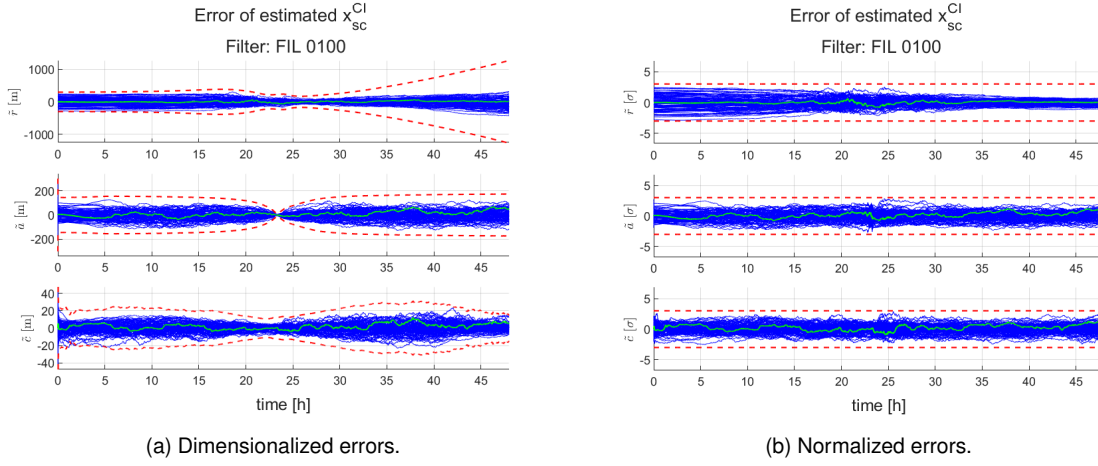 Error of estimated x_sc^CI
Filter: FIL 0100
r̃ [m]
1000
0
-1000
0 5 10 15 20 25 30 35 40 45
ã [m]
200
0
-200
0 5 10 15 20 25 30 35 40 45
c̃ [m]
40
20
0
-20
-40
0 5 10 15 20 25 30 35 40 45
time [h]
(a) Dimensionalized errors.
Error of estimated x_sc^CI
Filter: FIL 0100
r̃ [σ]
5
0
-5
0 5 10 15 20 25 30 35 40 45
ã [σ]
5
0
-5
0 5 10 15 20 25 30 35 40 45
c̃ [σ]
5
0
-5
0 5 10 15 20 25 30 35 40 45
time [h]
(b) Normalized errors.